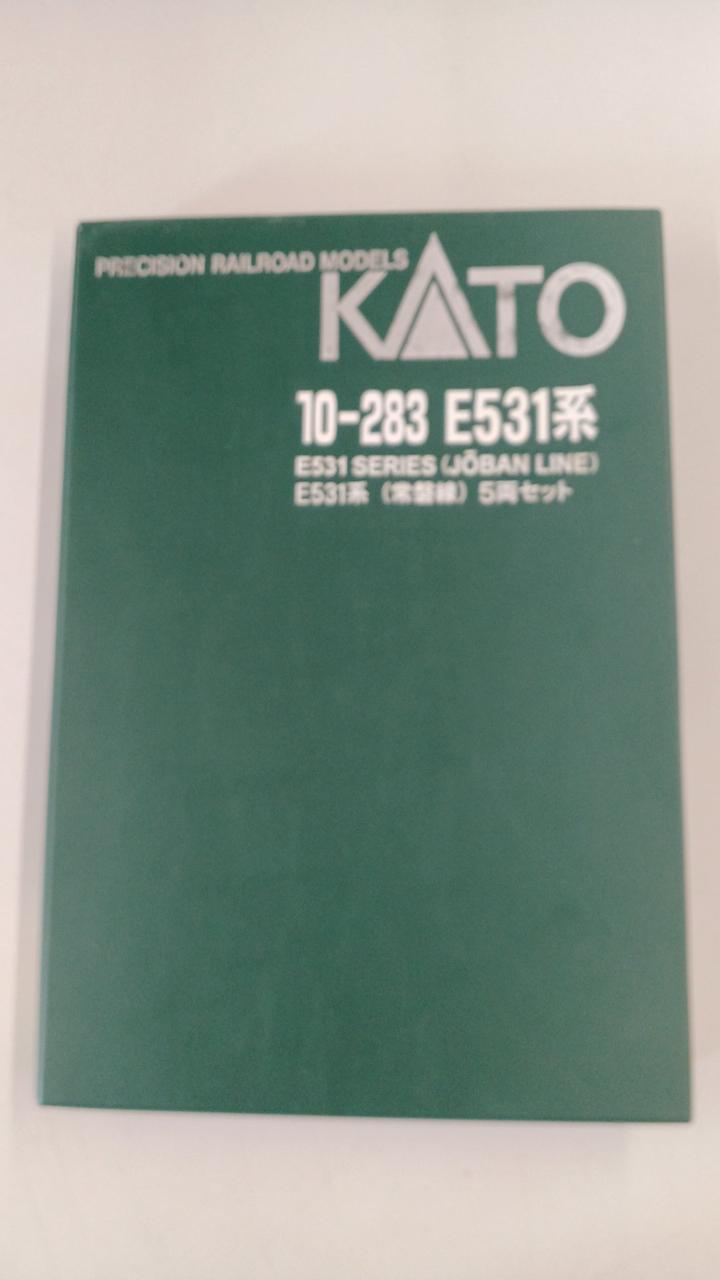 PRECISION RAILROAD MODELS
KATO
10-283 E531系
E531 SERIES (JŌBAN LINE)
E531系 (常磐線) 5両セット